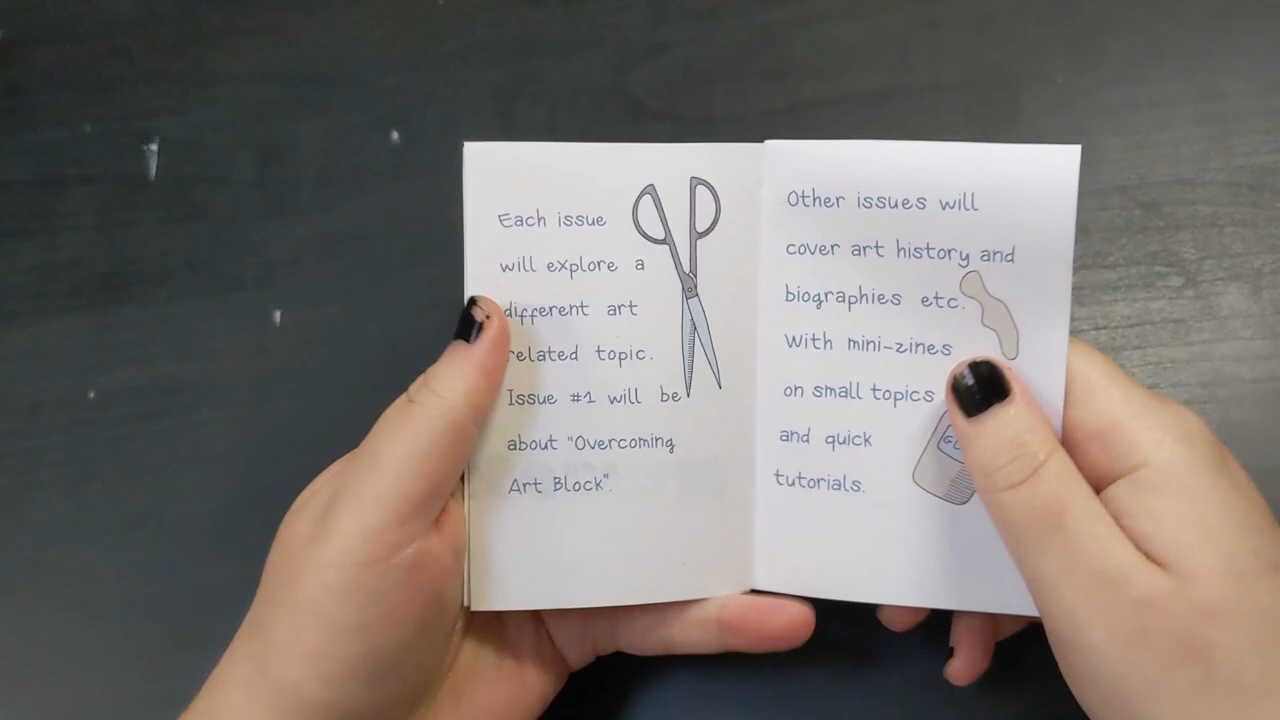 Each issue
will explore a
different art
related topic.
Issue #1 will be
about "Overcoming
Art Block".
Other issues will
cover art history and
biographies etc.
With mini-zines
on small topics
and quick
tutorials.